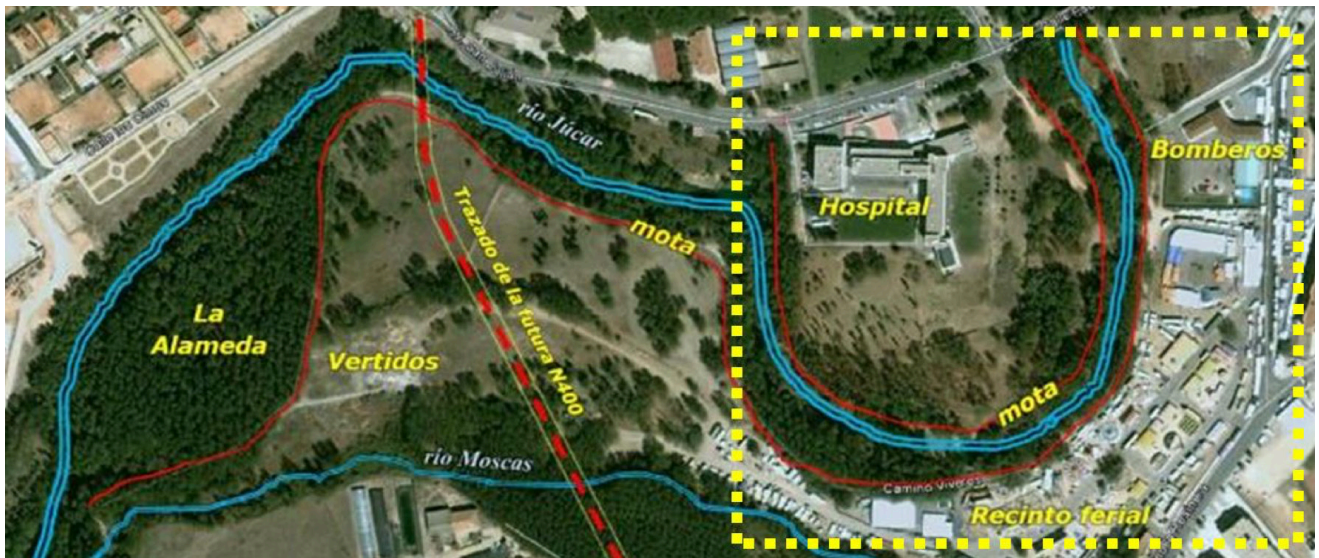 río Júcar
Bomberos
Hospital
mota
Trazado de la futura N400
La
Alameda
Vertidos
mota
río Moscas
Camino Viveros
Recinto ferial